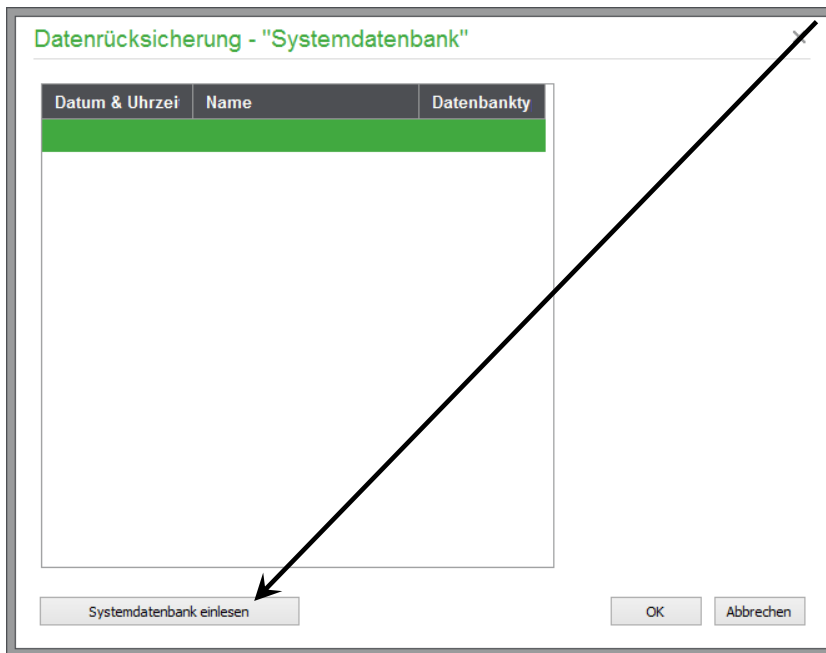 Datenrücksicherung - "Systemdatenbank"
Datum & Uhrzei Name Datenbankty
Systemdatenbank einlesen OK Abbrechen